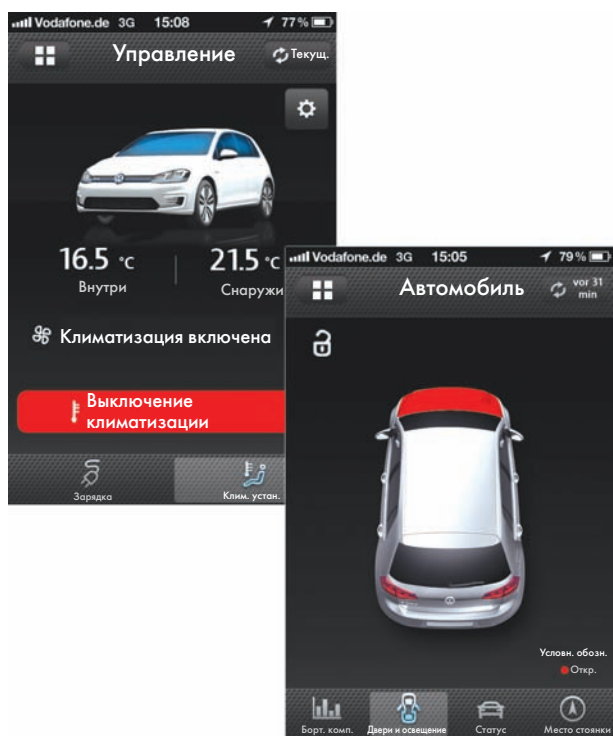 Vodafone.de 3G 15:08 77%
Управление
Текущ.
16.5 °C
21.5 °C
Внутри
Снаружи
Климатизация включена
Выключение
климатизации
Зарядка
Клим. устан.
Vodafone.de 3G 15:05 79%
Автомобиль
vor 31
min
Условн. обозн.
Откр.
Борт. комп.
Двери и освещение
Статус
Место стоянки